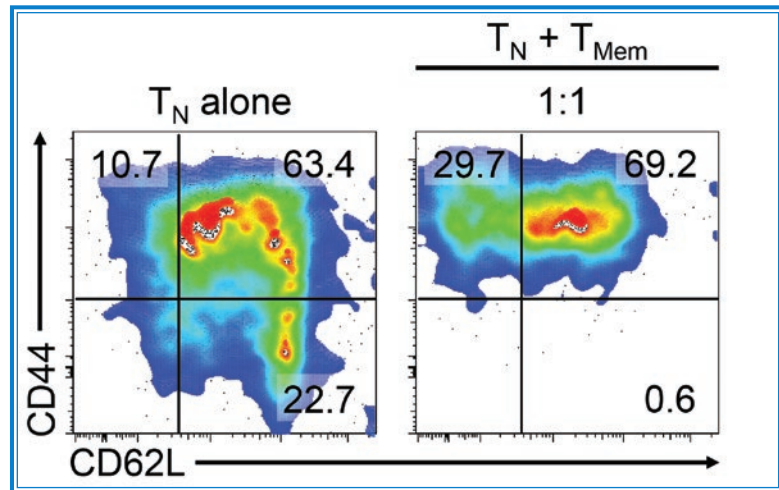 T_N + T_Mem
T_N alone
1:1
10.7
63.4
22.7
29.7
69.2
0.6
CD44
CD62L